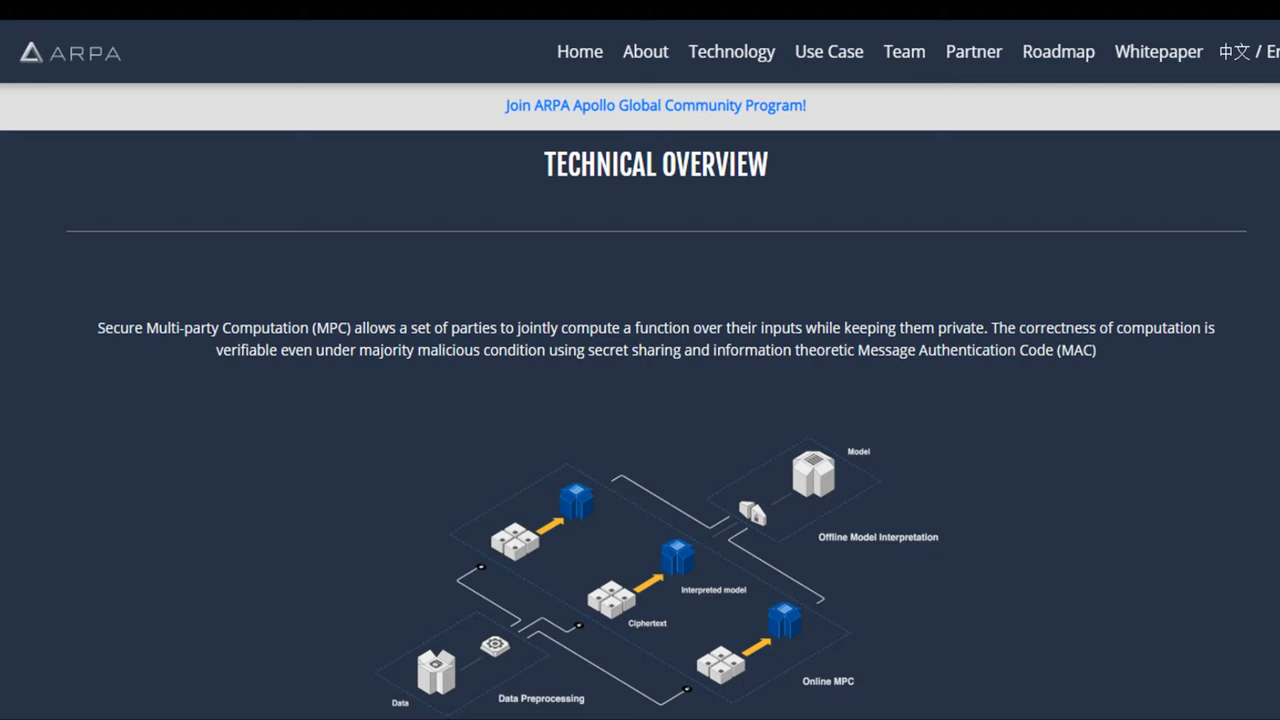 ARPA
Home About Technology Use Case Team Partner Roadmap Whitepaper 中文 /
Join ARPA Apollo Global Community Program!
TECHNICAL OVERVIEW
Secure Multi-party Computation (MPC) allows a set of parties to jointly compute a function over their inputs while keeping them private. The correctness of computation is
verifiable even under majority malicious condition using secret sharing and information theoretic Message Authentication Code (MAC)
Model
Offline Model Interpretation
Interpreted model
Ciphertext
Online MPC
Data Preprocessing
Data